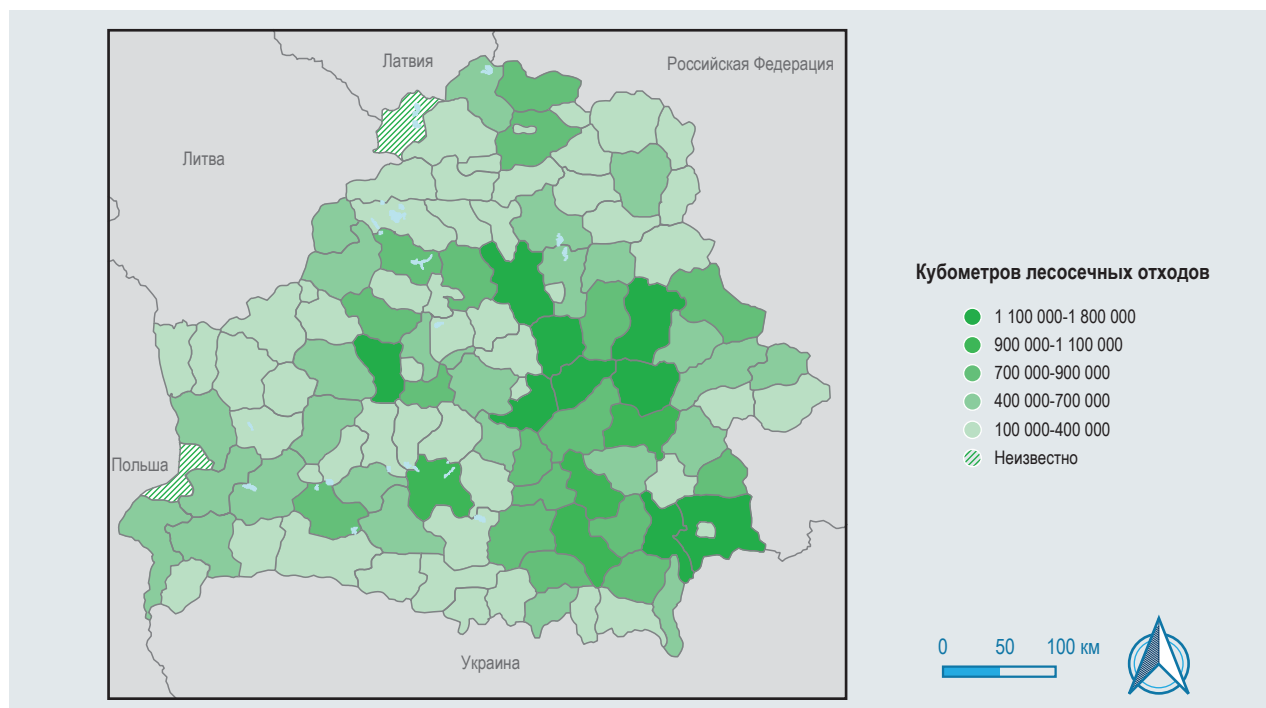 Латвия
Российская Федерация
Литва
Польша
Украина
Кубометров лесосечных отходов
1 100 000-1 800 000
900 000-1 100 000
700 000-900 000
400 000-700 000
100 000-400 000
Неизвестно
0 50 100 км